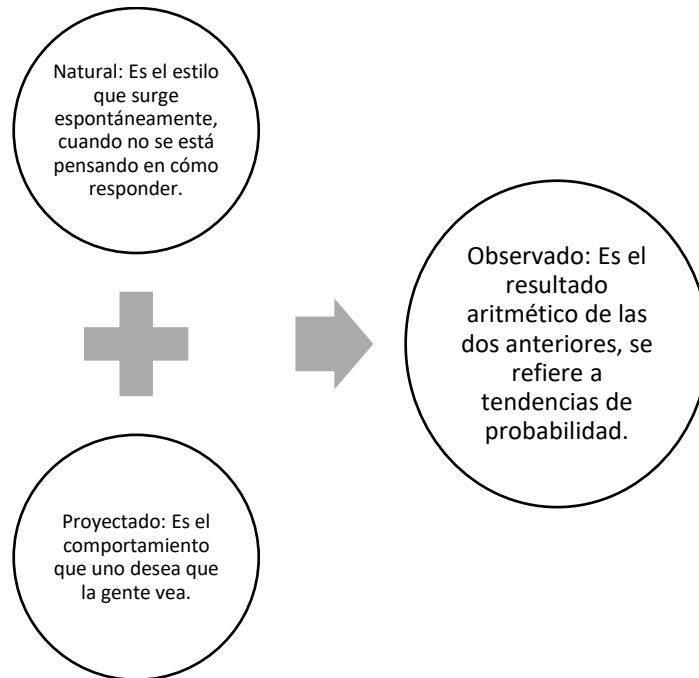 Natural: Es el estilo
que surge
espontáneamente,
cuando no se está
pensando en cómo
responder.
Observado: Es el
resultado
aritmético de las
dos anteriores, se
refiere a
tendencias de
probabilidad.
Proyectado: Es el
comportamiento
que uno desea que
la gente vea.